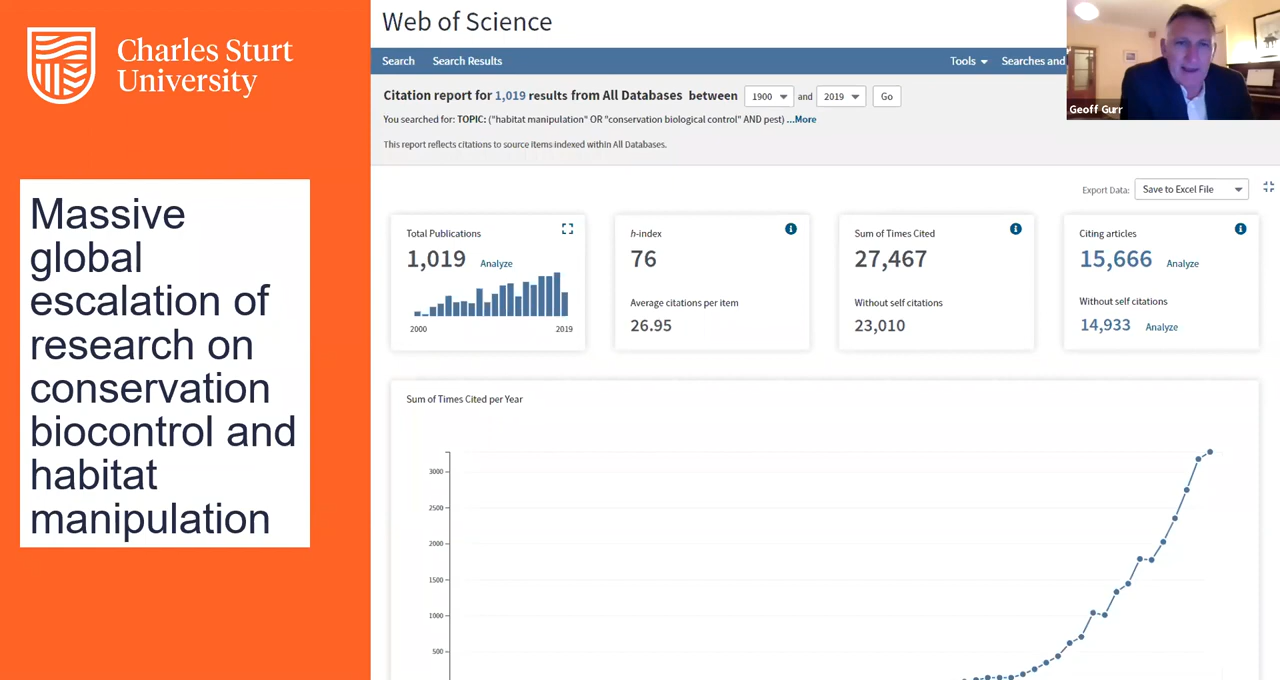 Charles Sturt
University
Massive
global
escalation of
research on
conservation
biocontrol and
habitat
manipulation
Web of Science
Search Search Results Tools Searches and
Citation report for 1,019 results from All Databases between 1900 and 2019 Go
You searched for: TOPIC: ("habitat manipulation" OR "conservation biological control" AND pest) ...More
This report reflects citations to source items indexed within All Databases.
Geoff Gurr
Export Data: Save to Excel File
Total Publications
1,019 Analyze
2000 2019
h-index
76
Average citations per item
26.95
Sum of Times Cited
27,467
Without self citations
23,010
Citing articles
15,666 Analyze
Without self citations
14,933 Analyze
Sum of Times Cited per Year
3000
2500
2000
1500
1000
500